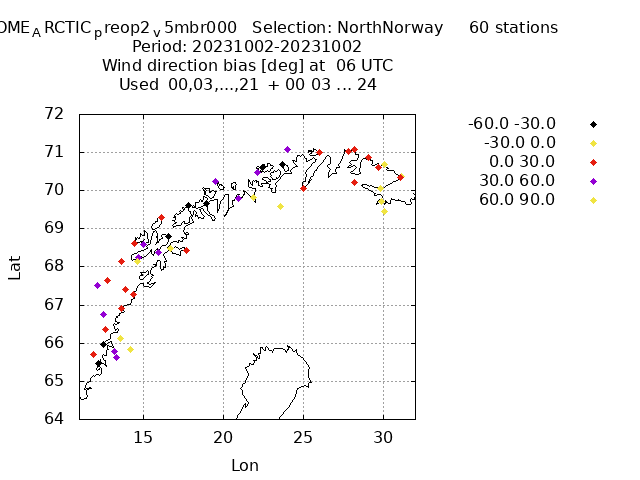 OME_A RCTIC_p reop2_v 5mbr000 Selection: NorthNorway 60 stations
Period: 20231002-20231002
Wind direction bias [deg] at 06 UTC
Used 00,03,...,21 + 00 03 ... 24
-60.0 -30.0
-30.0 0.0
0.0 30.0
30.0 60.0
60.0 90.0
72
71
70
69
68
67
66
65
64
Lat
15 20 25 30
Lon